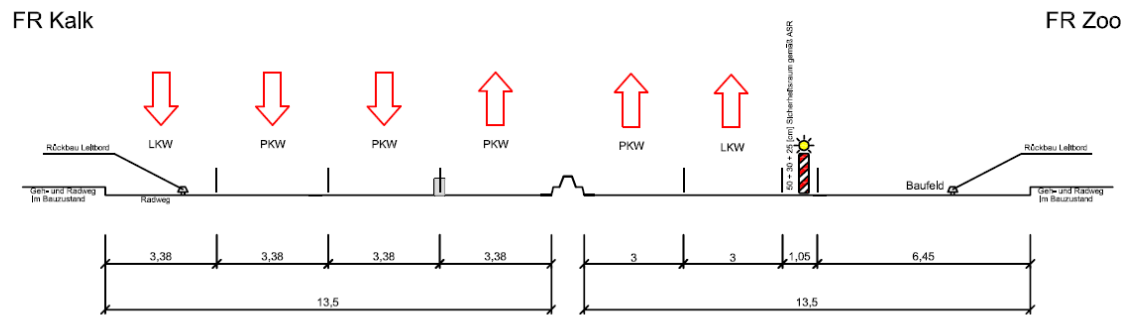 FR Kalk
FR Zoo
50 + 30 + 25 [cm] Sicherheitsraum gemäß ASR
LKW
PKW
PKW
PKW
PKW
LKW
Rückbau Leitbord
Rückbau Leitbord
Geh- und Radweg
im Bauzustand
Radweg
Baufeld
Geh- und Radweg
im Bauzustand
3,38
3,38
3,38
3,38
3
3
1,05
6,45
13,5
13,5